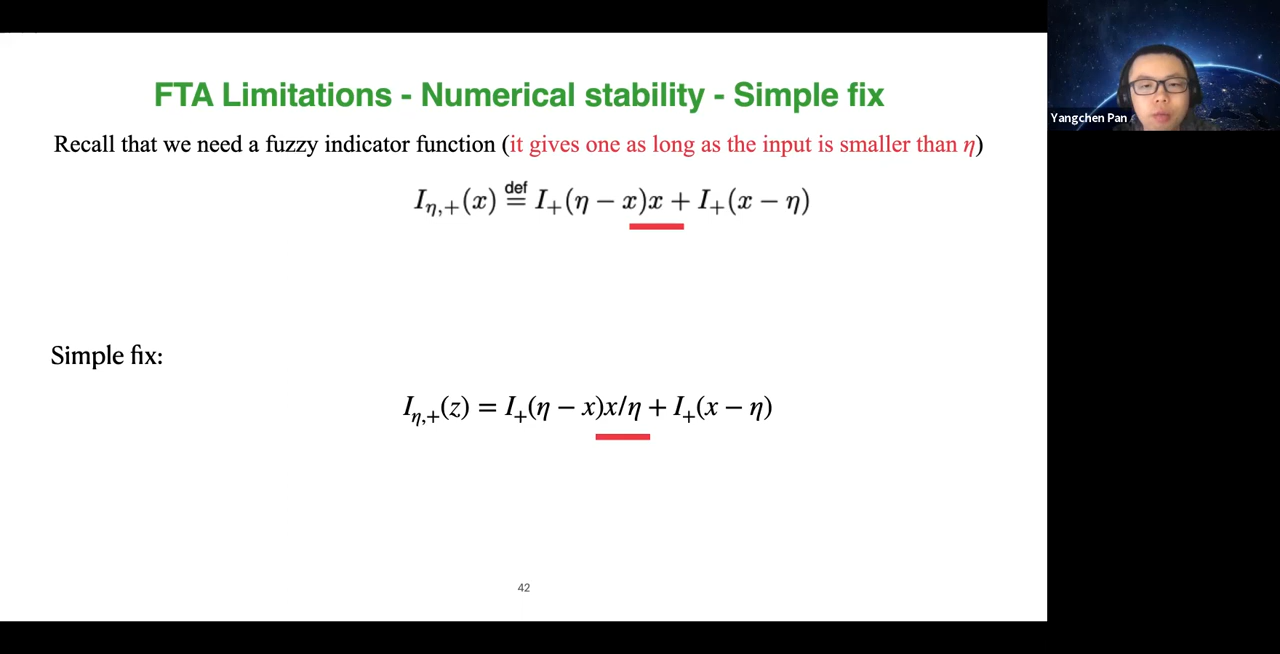 FTA Limitations - Numerical stability - Simple fix
Recall that we need a fuzzy indicator function (it gives one as long as the input is smaller than η)
I_{η,+}(x) ≝ I_+(η − x)x + I_+(x − η)
Simple fix:
I_{η,+}(z) = I_+(η − x)x/η + I_+(x − η)
42
Yangchen Pan